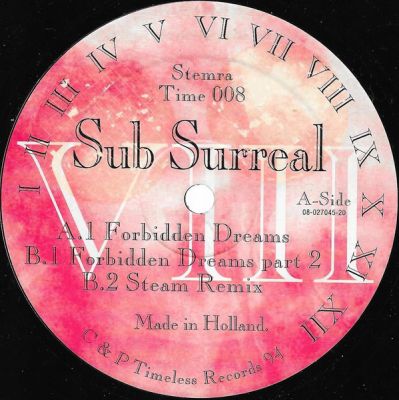 I II III IV V VI VII VIII IX X XI XII
Stemra
Time 008
Sub Surreal
VIII
A-Side
08-027045-20
A.1 Forbidden Dreams
B.1 Forbidden Dreams part 2
B.2 Steam Remix
Made in Holland.
C & P Timeless Records 94